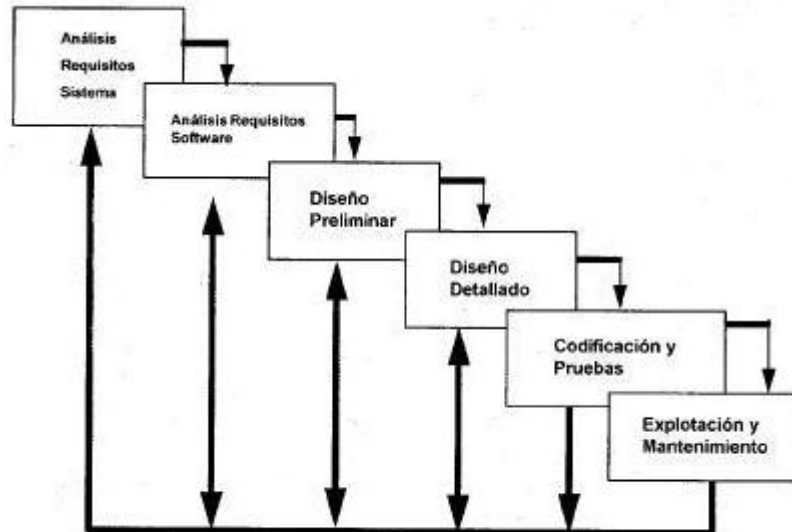 Análisis
Requisitos
Sistema
Análisis Requisitos
Software
Diseño
Preliminar
Diseño
Detallado
Codificación y
Pruebas
Explotación y
Mantenimiento